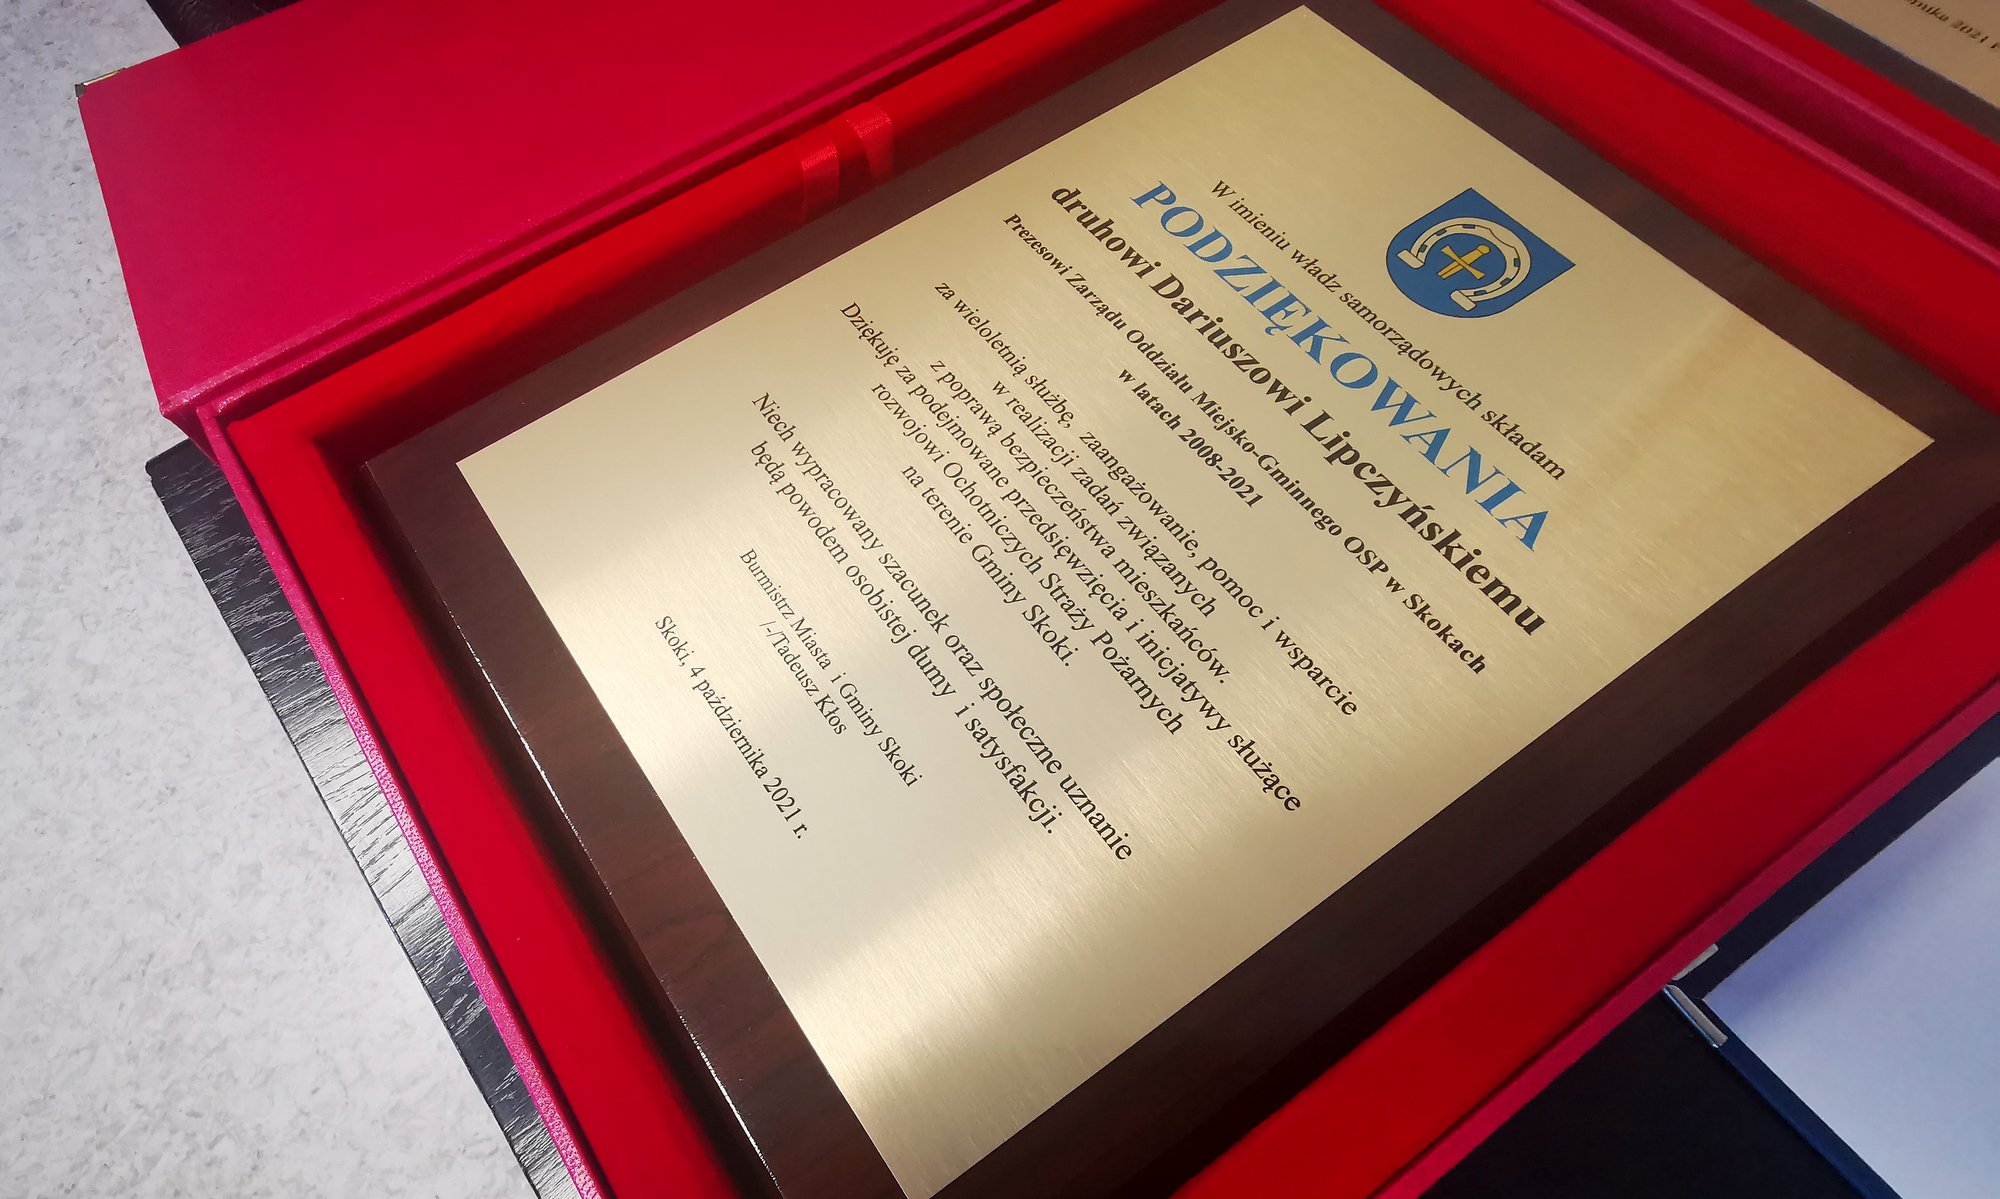 W imieniu władz samorządowych składam
PODZIĘKOWANIA
druhowi Dariuszowi Lipczyńskiemu
Prezesowi Zarządu Oddziału Miejsko-Gminnego OSP w Skokach
w latach 2008-2021
za wieloletnią służbę, zaangażowanie, pomoc i wsparcie
w realizacji zadań związanych
z poprawą bezpieczeństwa mieszkańców.
Dziękuję za podejmowane przedsięwzięcia i inicjatywy służące
rozwojowi Ochotniczych Straży Pożarnych
na terenie Gminy Skoki.
Niech wypracowany szacunek oraz społeczne uznanie
będą powodem osobistej dumy i satysfakcji.
Burmistrz Miasta i Gminy Skoki
/-/Tadeusz Kłos
Skoki, 4 października 2021 r.
2021